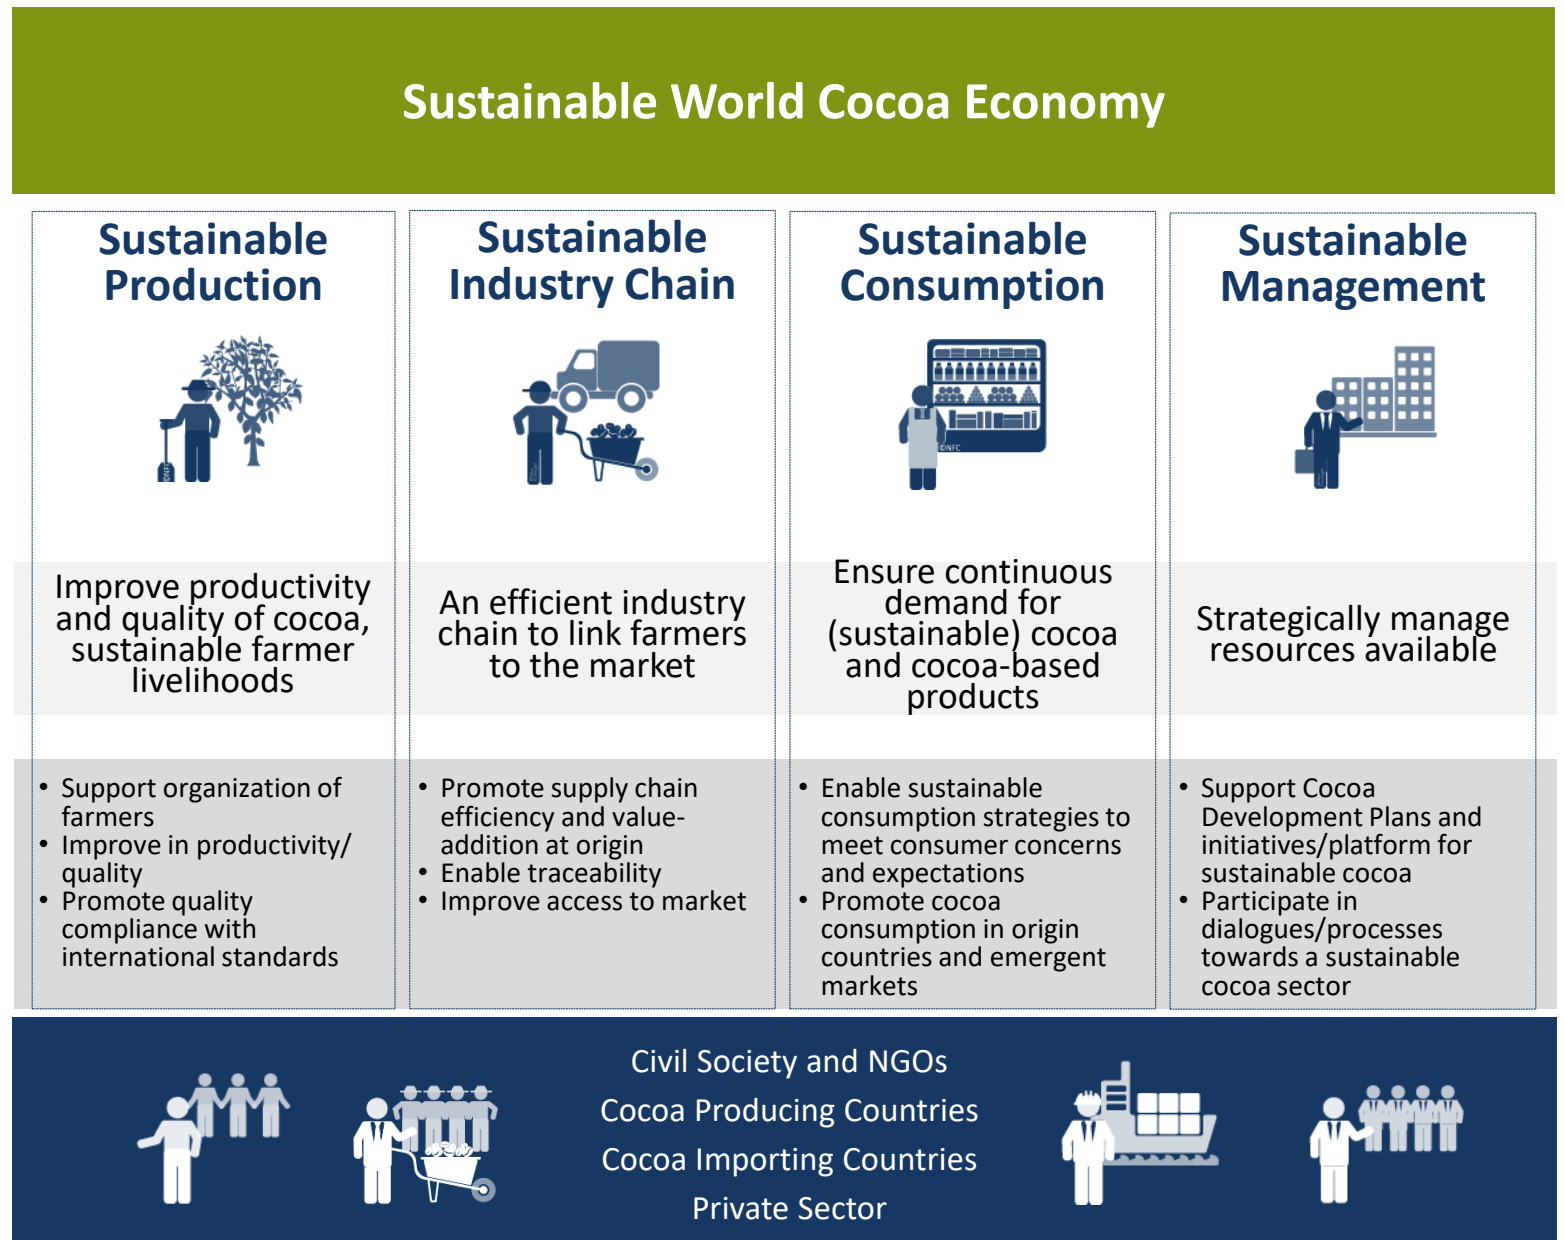 Sustainable World Cocoa Economy
Sustainable
Production
Improve productivity
and quality of cocoa,
sustainable farmer
livelihoods
• Support organization of
farmers
• Improve in productivity/
quality
• Promote quality
compliance with
international standards
Sustainable
Industry Chain
An efficient industry
chain to link farmers
to the market
• Promote supply chain
efficiency and value-
addition at origin
• Enable traceability
• Improve access to market
Sustainable
Consumption
DNFC
Ensure continuous
demand for
(sustainable) cocoa
and cocoa-based
products
• Enable sustainable
consumption strategies to
meet consumer concerns
and expectations
• Promote cocoa
consumption in origin
countries and emergent
markets
Sustainable
Management
Strategically manage
resources available
• Support Cocoa
Development Plans and
initiatives/platform for
sustainable cocoa
• Participate in
dialogues/processes
towards a sustainable
cocoa sector
Civil Society and NGOs
Cocoa Producing Countries
Cocoa Importing Countries
Private Sector